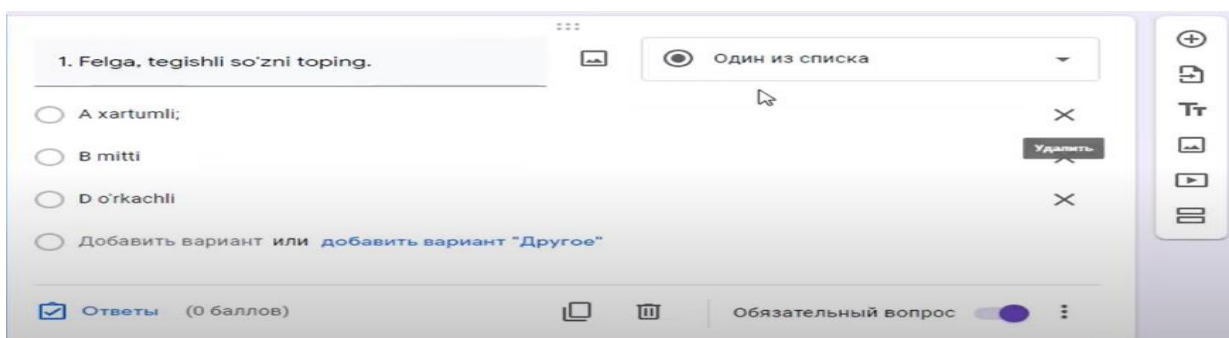 1. Felga, tegishli so'zni toping.
Один из списка
A xartumli;
B mitti
Удалить
D o'rkachli
Добавить вариант или добавить вариант "Другое"
Ответы (0 баллов)
Обязательный вопрос
Тт